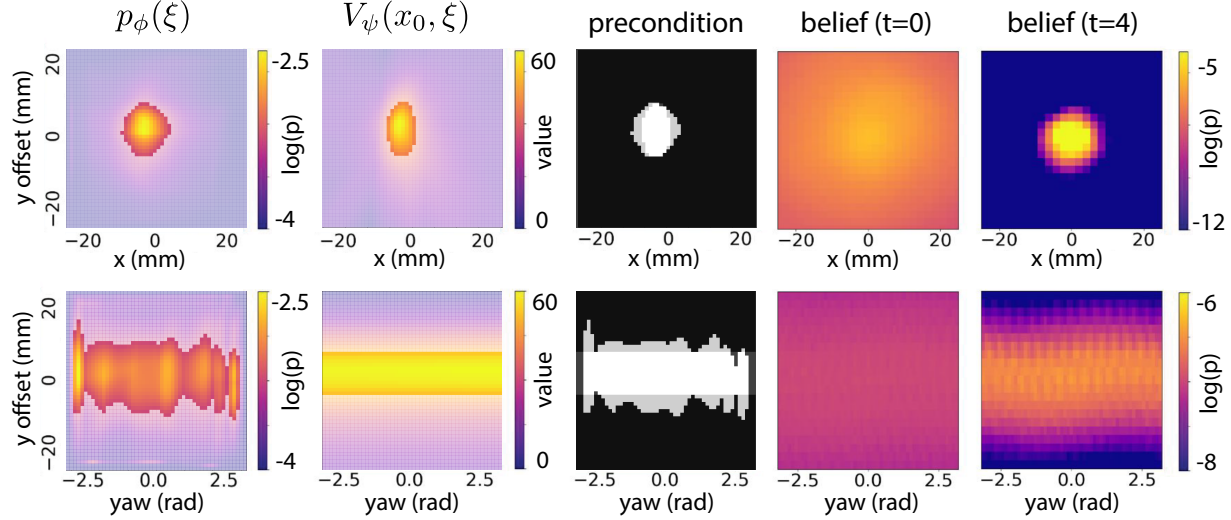 p_ϕ(ξ)
V_ψ(x_0, ξ)
precondition
belief (t=0)
belief (t=4)
y offset (mm)
20
0
−20
−20 0 20
x (mm)
-2.5
log(p)
-4
−20 0 20
x (mm)
60
value
0
−20 0 20
x (mm)
−20 0 20
x (mm)
−20 0 20
x (mm)
-5
log(p)
-12
y offset (mm)
20
0
−20
−2.5 0.0 2.5
yaw (rad)
-2.5
log(p)
-4
−2.5 0.0 2.5
yaw (rad)
60
value
0
−2.5 0.0 2.5
yaw (rad)
−2.5 0.0 2.5
yaw (rad)
−2.5 0.0 2.5
yaw (rad)
-6
log(p)
-8